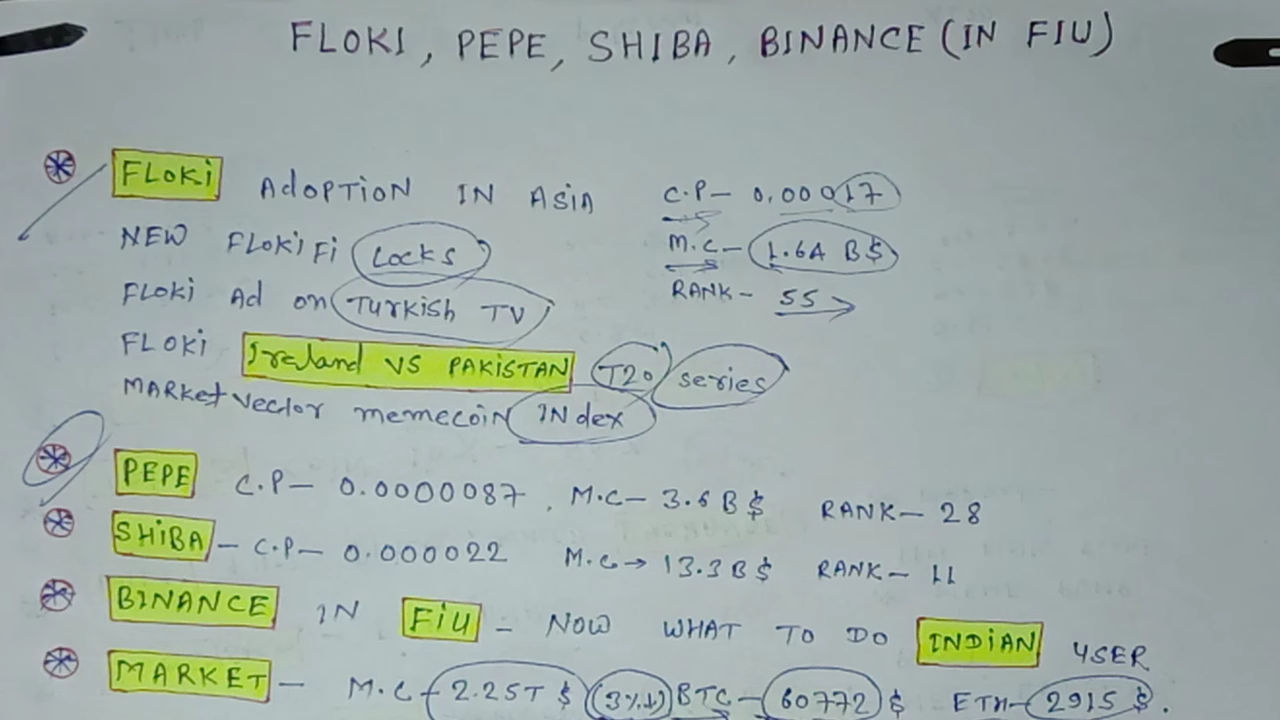 FLOKI, PEPE, SHIBA, BINANCE (IN FIU)
FLOKi AdOPTiON IN ASiA C.P- 0.00017
NEW FLOKiFi Locks M.C- 1.6A B$
FLOKi Ad on TURKish TV RANK- 55
FLOKi Ireland VS PAKiSTAN T20 series
MARKet Vector memecoin INdex
PEPE C.P- 0.0000087, M.C- 3.6 B$ RANK- 28
SHiBA - C.P- 0.000022 M.C→ 13.3 B$ RANK- 11
BINANCE IN FiU - NOW WHAT TO DO INDiAN USER
MARKET - M.C- 2.25T $ (3%↓) BTC- 60772 $ ETH- 2915 $.